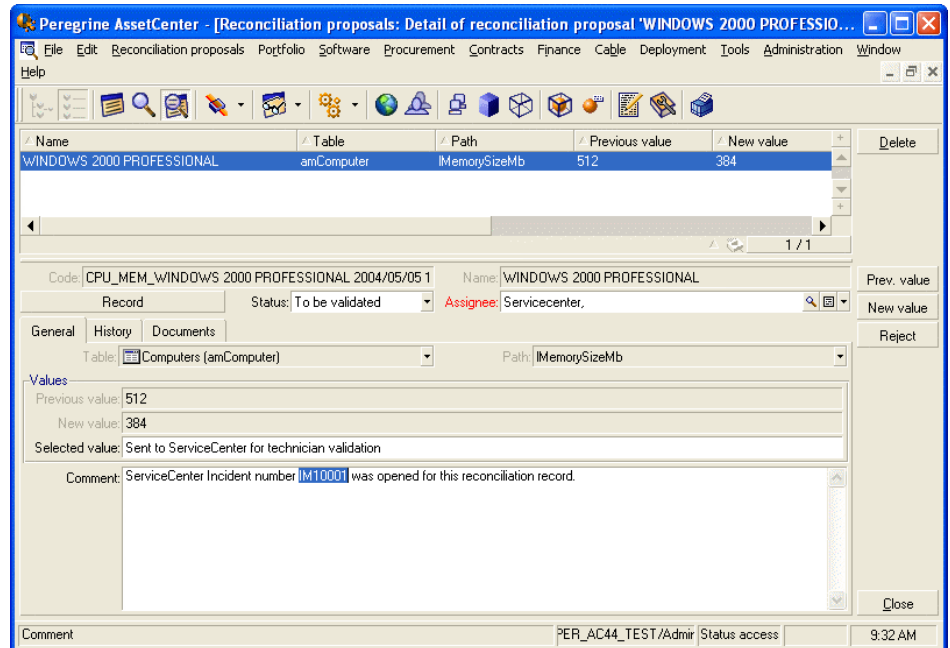 Peregrine AssetCenter - [Reconciliation proposals: Detail of reconciliation proposal 'WINDOWS 2000 PROFESSIO...
File Edit Reconciliation proposals Portfolio Software Procurement Contracts Finance Cable Deployment Tools Administration Window
Help
Name Table Path Previous value New value
WINDOWS 2000 PROFESSIONAL amComputer lMemorySizeMb 512 384
Delete
1 / 1
Code: CPU_MEM_WINDOWS 2000 PROFESSIONAL 2004/05/05 1 Name: WINDOWS 2000 PROFESSIONAL
Prev. value
Record Status: To be validated Assignee: Servicecenter,
New value
General History Documents
Reject
Table: Computers (amComputer) Path: lMemorySizeMb
Values
Previous value: 512
New value: 384
Selected value: Sent to ServiceCenter for technician validation
Comment: ServiceCenter Incident number IM10001 was opened for this reconciliation record.
Close
Comment PER_AC44_TEST/Admir Status access 9:32 AM